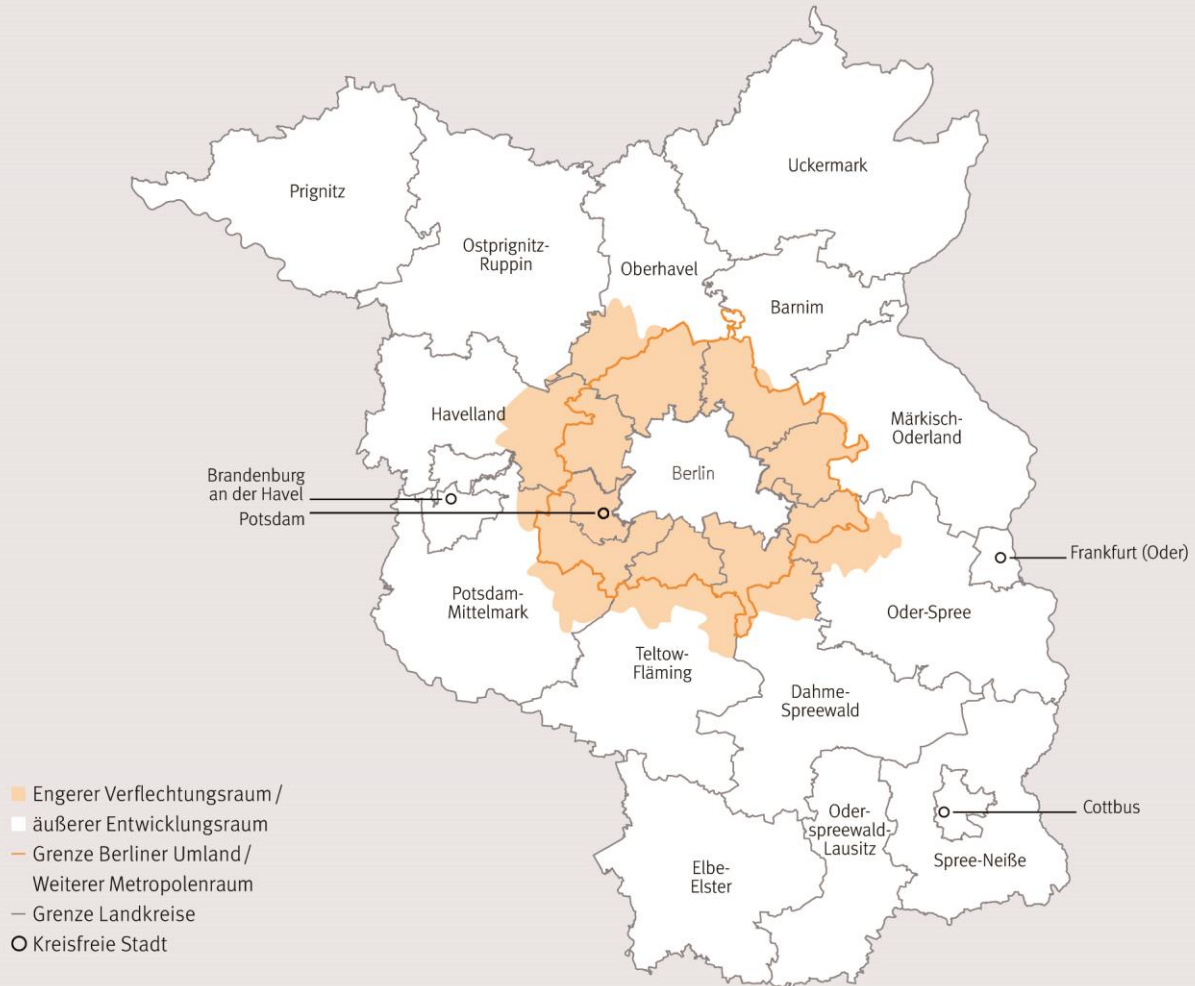 Prignitz
Uckermark
Ostprignitz-
Ruppin
Oberhavel
Barnim
Havelland
Märkisch-
Oderland
Berlin
Brandenburg
an der Havel
Potsdam
Frankfurt (Oder)
Potsdam-
Mittelmark
Oder-Spree
Teltow-
Fläming
Dahme-
Spreewald
Cottbus
Oder-
spreewald-
Lausitz
Spree-Neiße
Elbe-
Elster
Engerer Verflechtungsraum /
äußerer Entwicklungsraum
Grenze Berliner Umland /
Weiterer Metropolenraum
Grenze Landkreise
Kreisfreie Stadt